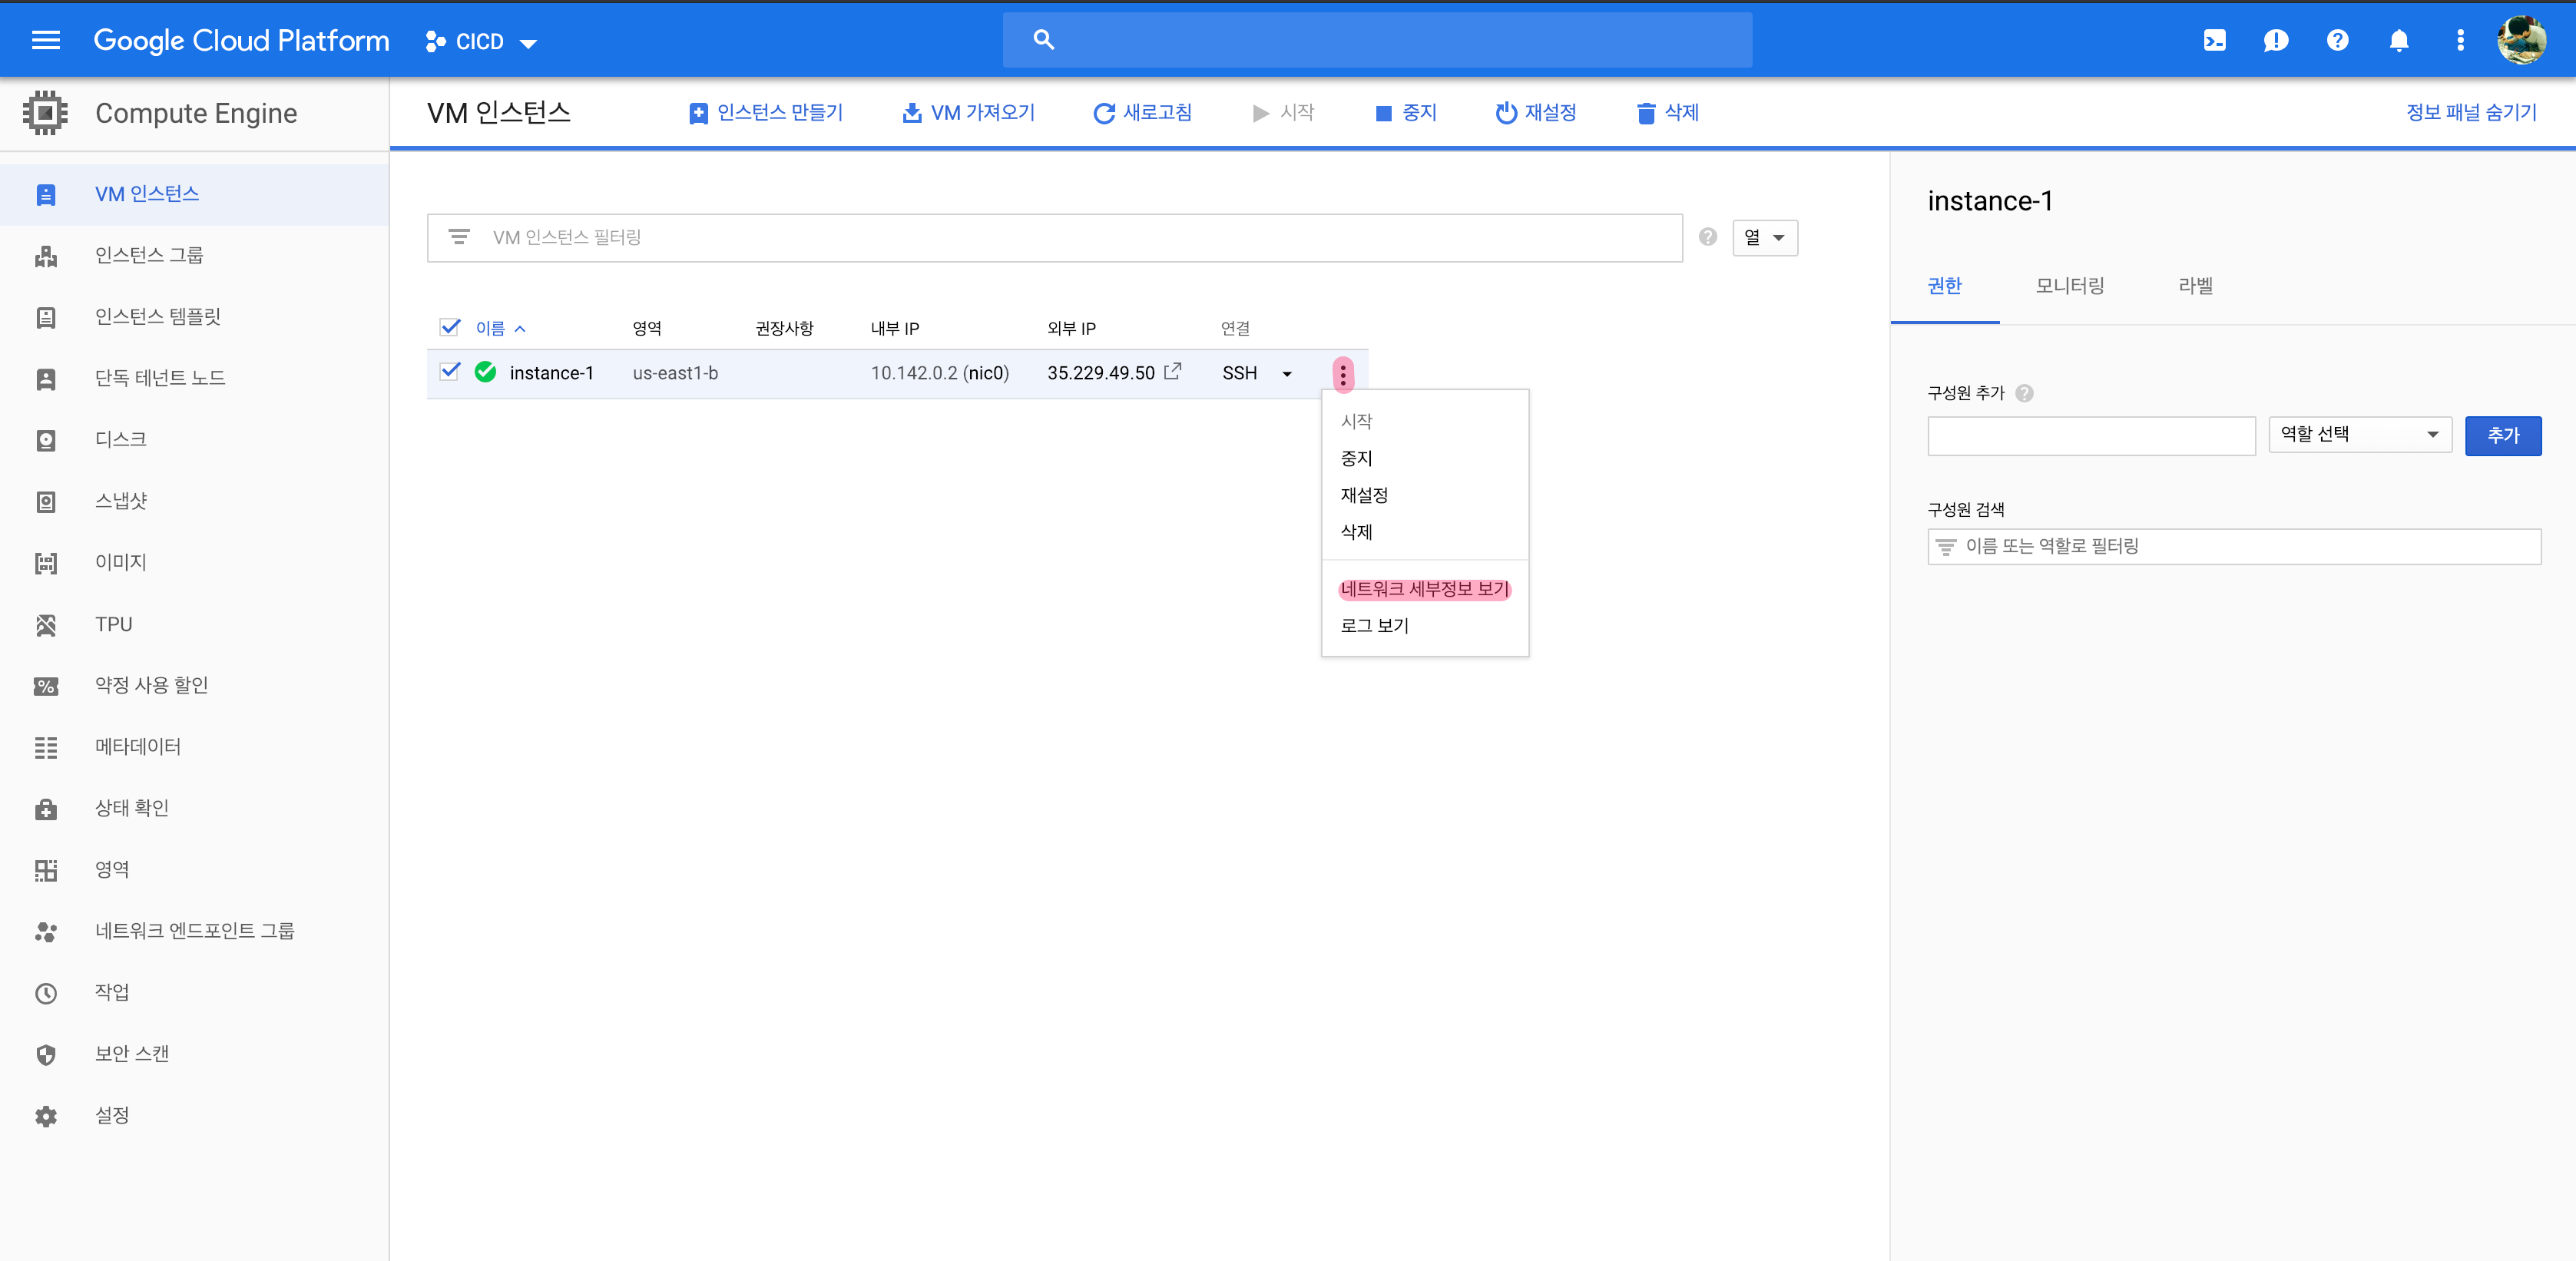 Google Cloud Platform CICD
Compute Engine
VM 인스턴스 인스턴스 만들기 VM 가져오기 새로고침 시작 중지 재설정 삭제 정보 패널 숨기기
VM 인스턴스
인스턴스 그룹
인스턴스 템플릿
단독 테넌트 노드
디스크
스냅샷
이미지
TPU
약정 사용 할인
메타데이터
상태 확인
영역
네트워크 엔드포인트 그룹
작업
보안 스캔
설정
VM 인스턴스 필터링 열
이름 영역 권장사항 내부 IP 외부 IP 연결
instance-1 us-east1-b 10.142.0.2 (nic0) 35.229.49.50 SSH
시작
중지
재설정
삭제
네트워크 세부정보 보기
로그 보기
instance-1
권한 모니터링 라벨
구성원 추가
역할 선택 추가
구성원 검색
이름 또는 역할로 필터링